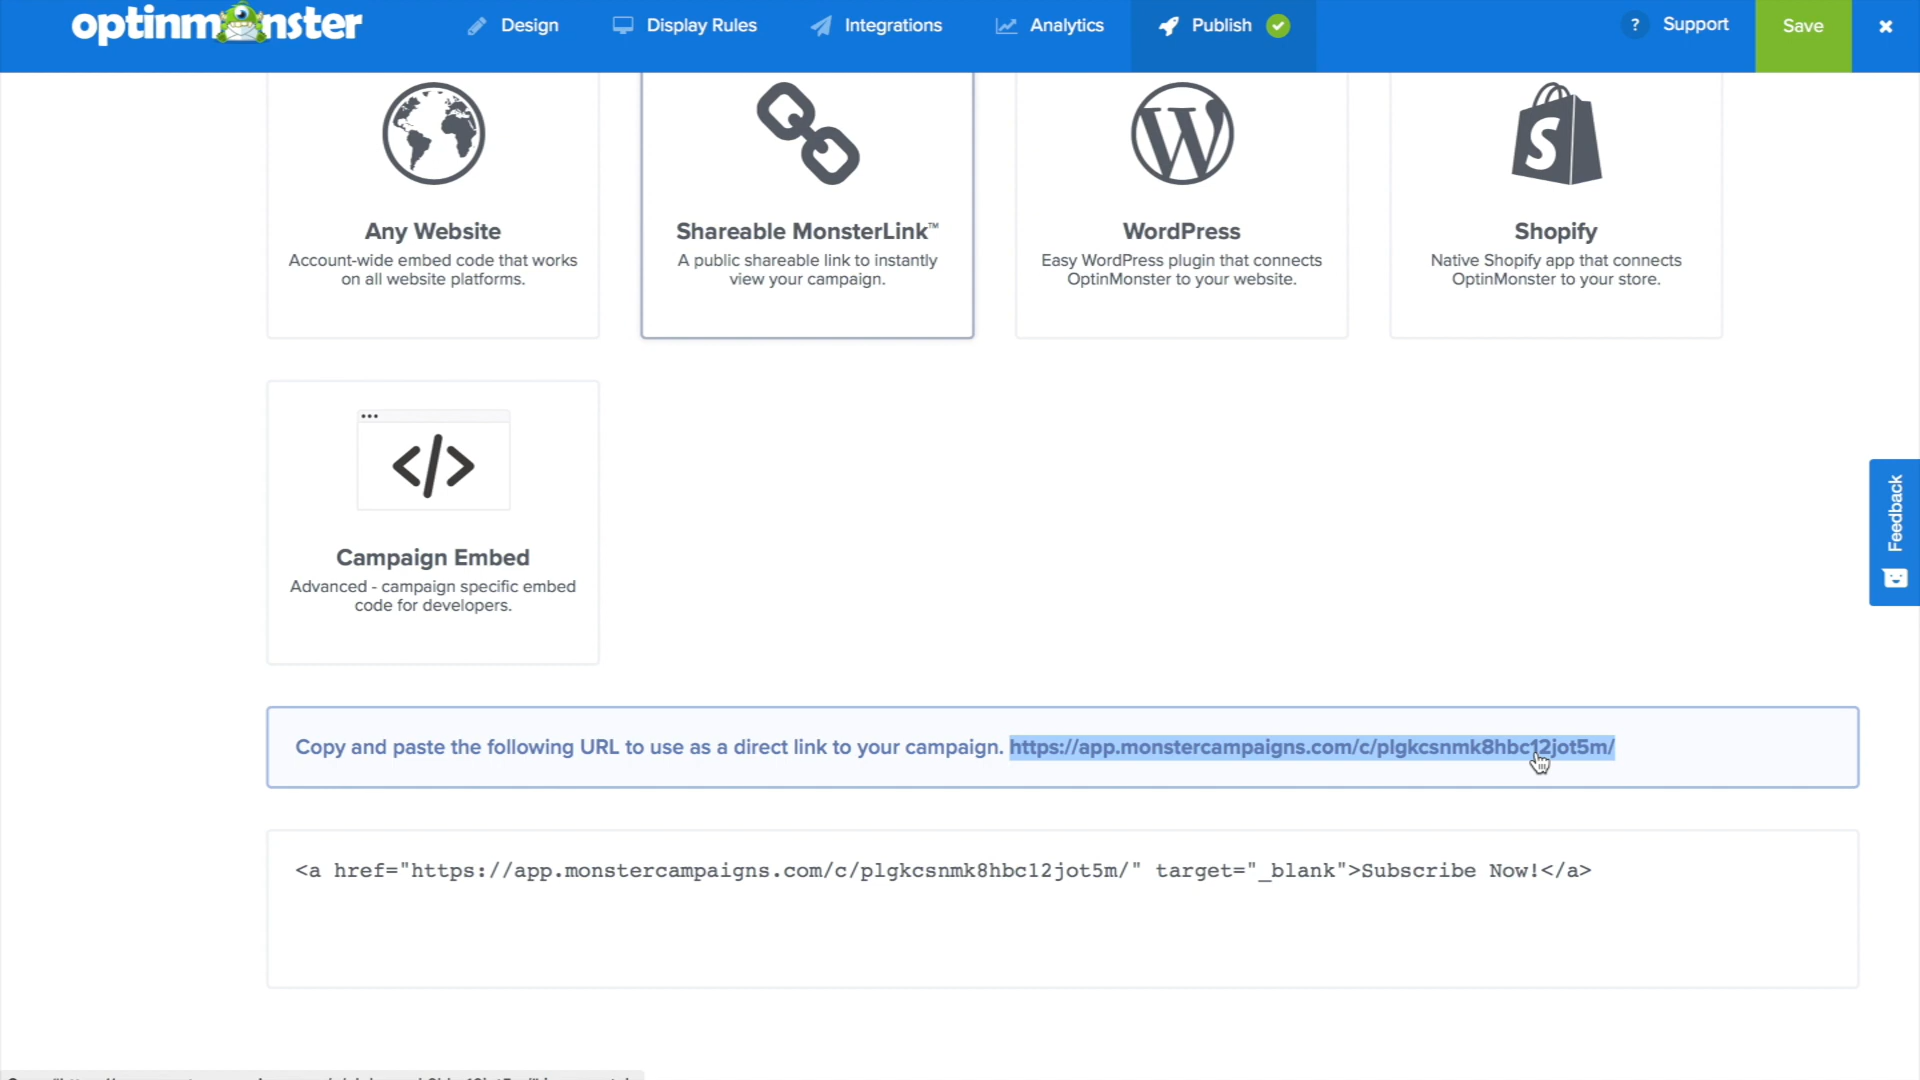 optinmonster
Design
Display Rules
Integrations
Analytics
Publish
? Support
Save
Any Website
Account-wide embed code that works
on all website platforms.
Shareable MonsterLink™
A public shareable link to instantly
view your campaign.
WordPress
Easy WordPress plugin that connects
OptinMonster to your website.
Shopify
Native Shopify app that connects
OptinMonster to your store.
Feedback
Campaign Embed
Advanced - campaign specific embed
code for developers.
Copy and paste the following URL to use as a direct link to your campaign. https://app.monstercampaigns.com/c/plgkcsnmk8hbc12jot5m/
<a href="https://app.monstercampaigns.com/c/plgkcsnmk8hbc12jot5m/" target="_blank">Subscribe Now!</a>